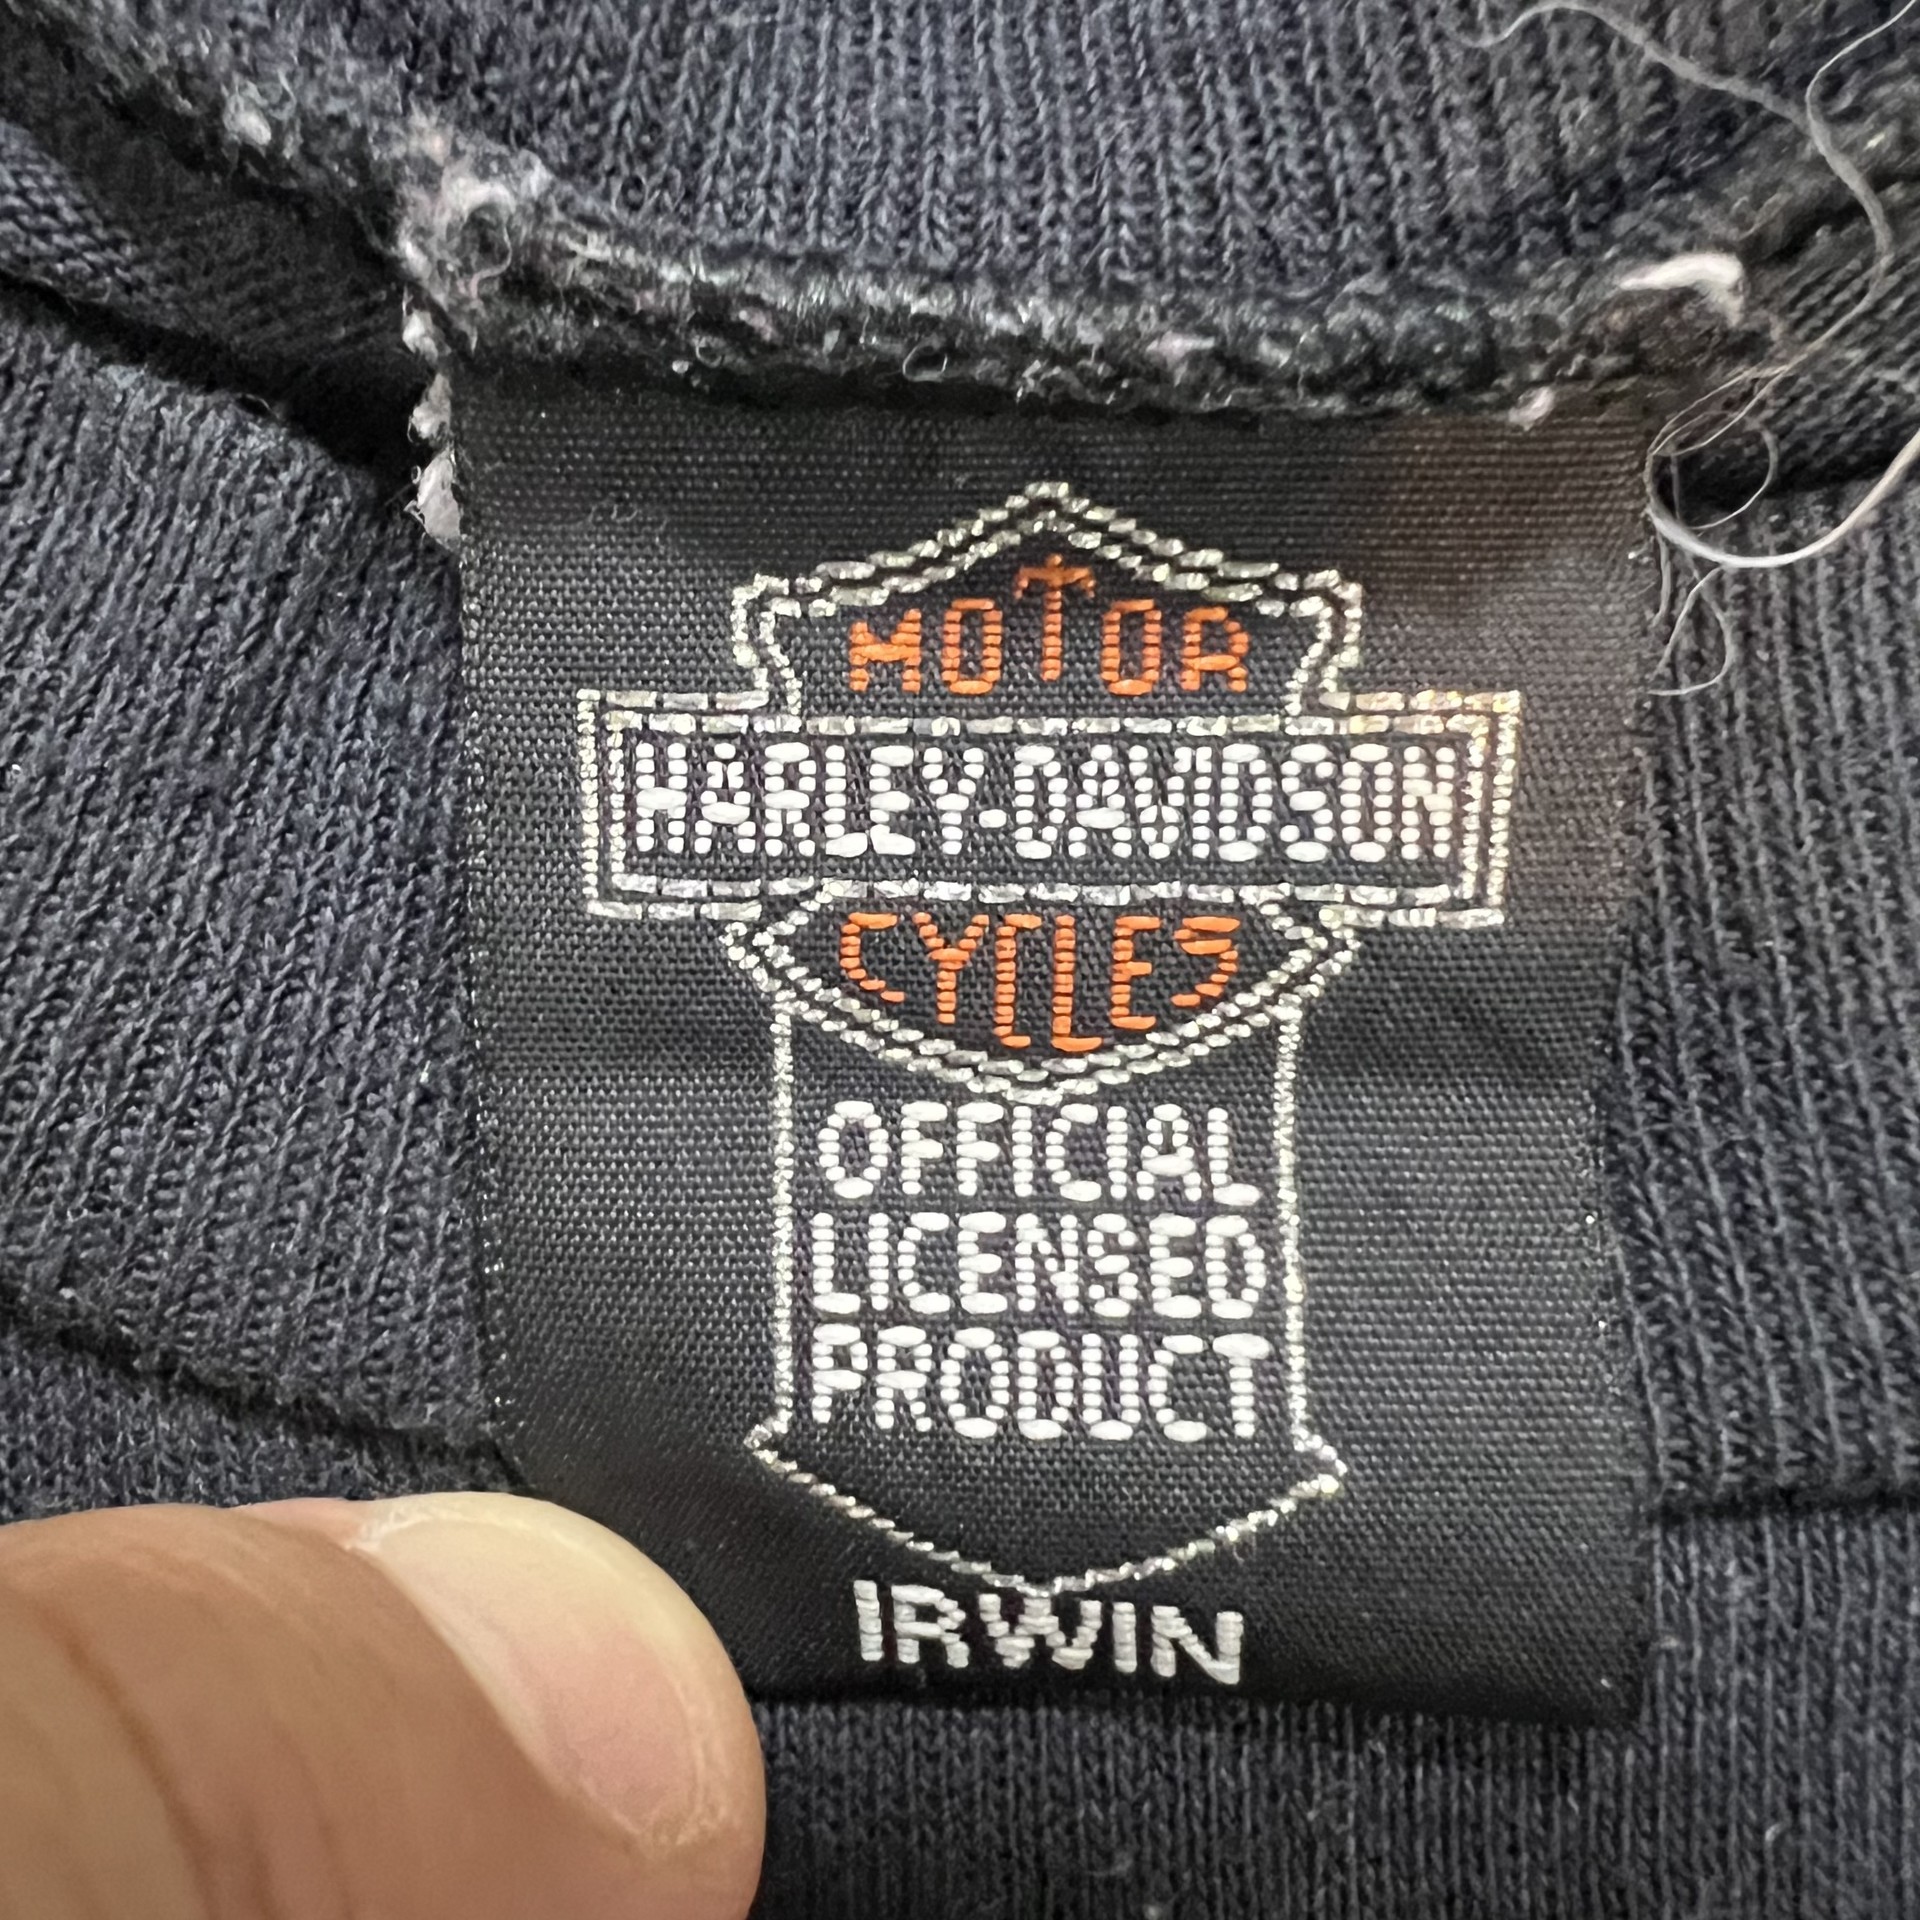 MOTOR
HARLEY-DAVIDSON
CYCLES
OFFICIAL
LICENSED
PRODUCT
IRWIN